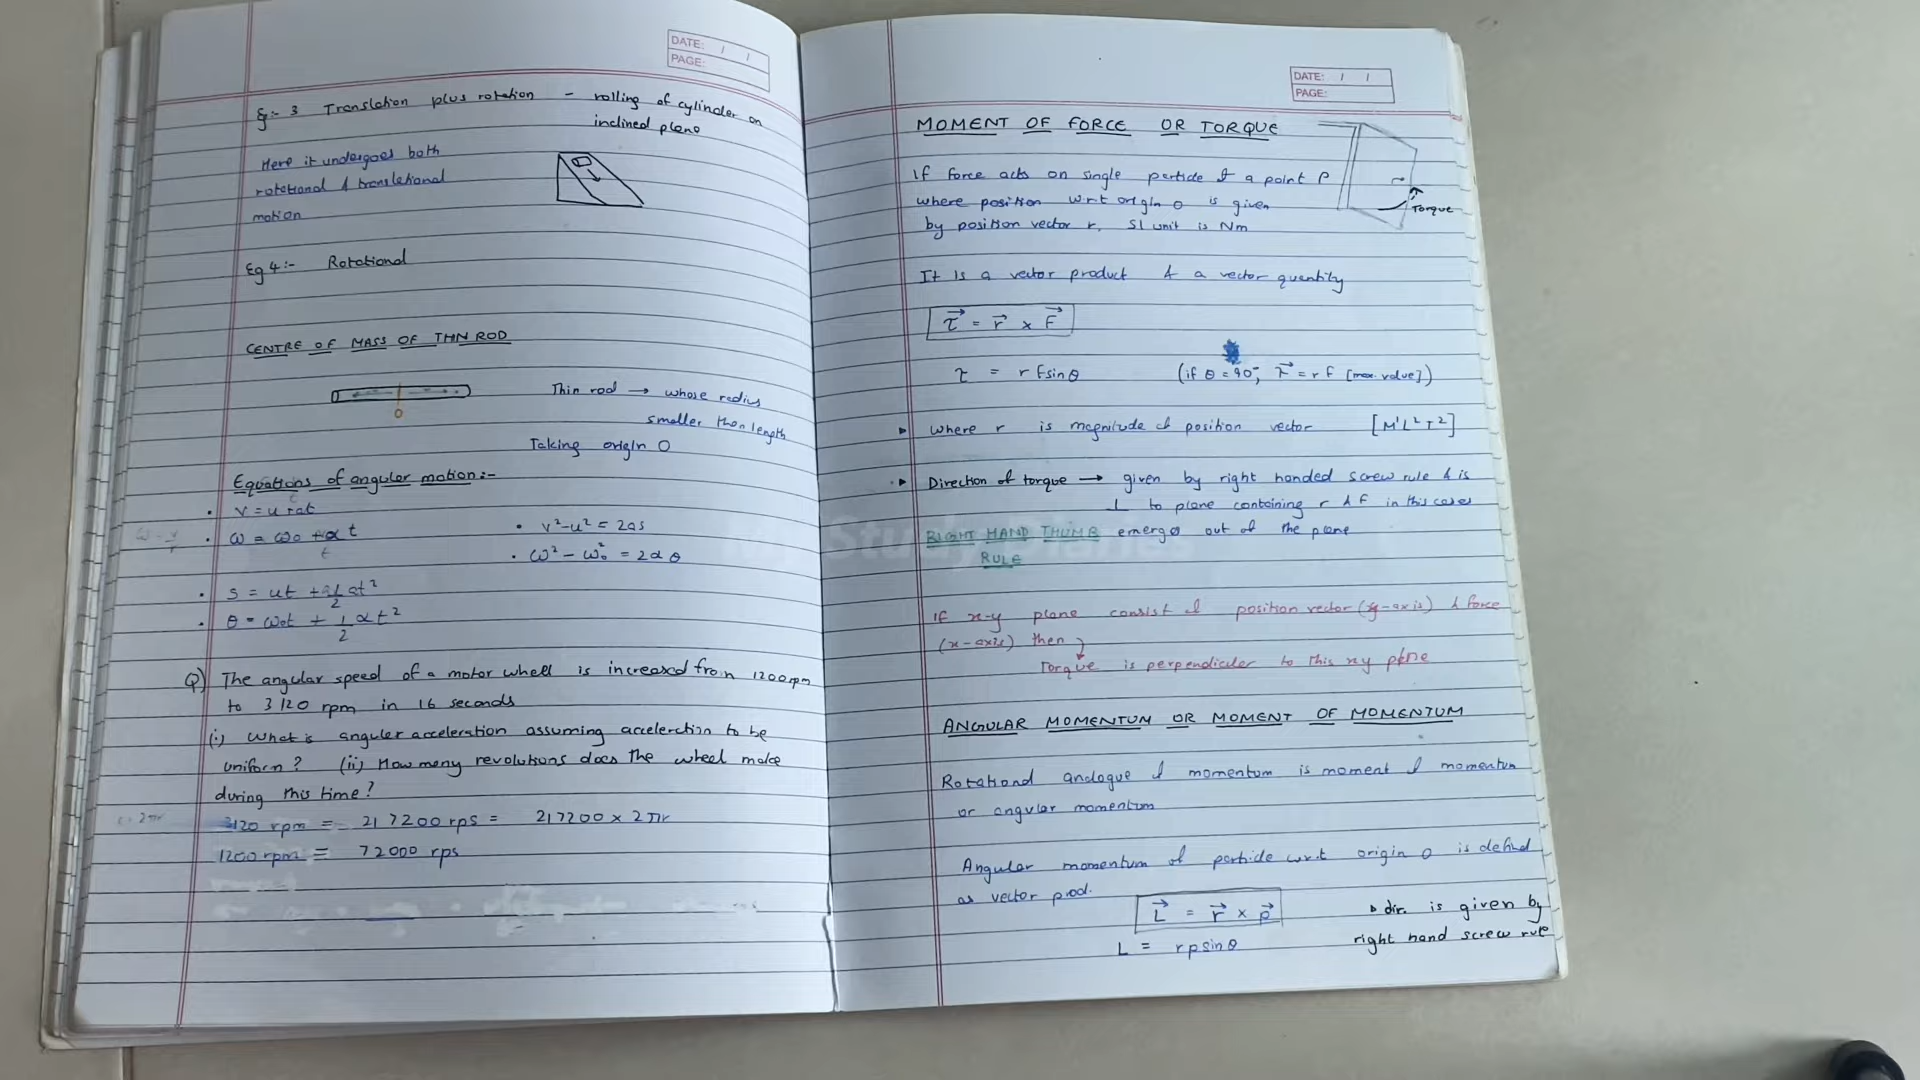 DATE: / /
PAGE:
Eg:- 3 Translation plus rotation - rolling of cylinder on
inclined plane
Here it undergoes both
rotational & translational
motion
Eg 4:- Rotational
CENTRE OF MASS OF THIN ROD
O
Thin rod → whose radius
smaller than length
Taking origin O
Equations of angular motion:-
• v = u + at
• ω = ω₀ + αt
t
• v²-u² = 2as
• ω² - ω₀² = 2αθ
• s = ut + 1/2 at²
• θ = ω₀t + 1/2 αt²
Q) The angular speed of a motor wheel is increased from 1200rpm
to 3120 rpm in 16 seconds
(i) What is angular acceleration assuming acceleration to be
uniform? (ii) How many revolutions does the wheel make
during this time?
3120 rpm = 217200 rps = 217200 x 2πr
1200 rpm = 72000 rps
DATE: / /
PAGE:
MOMENT OF FORCE OR TORQUE
If force acts on single particle of a point P
where position wrt origin O is given
by position vector r, SI unit is Nm
Torque
It is a vector product & a vector quantity
τ⃗ = r⃗ x F⃗
τ = r F sinθ (if θ = 90°, τ⃗ = r F [max. value])
▸ Where r is magnitude of position vector [M¹L²T²]
▸ Direction of torque → given by right handed screw rule & is
⊥ to plane containing r & F in this cases
RIGHT HAND THUMB emerges out of the plane
RULE
My Study Planes
If x-y plane consist of position vector (y-axis) & force
(x-axis) then
Torque is perpendicular to this xy plane
ANGULAR MOMENTUM OR MOMENT OF MOMENTUM
Rotational analogue of momentum is moment of momentum
or angular momentum
Angular momentum of particle w.r.t origin O is defind
as vector prod.
L⃗ = r⃗ x p⃗
▸ dir. is given by
right hand screw rule
L = rpsinθ